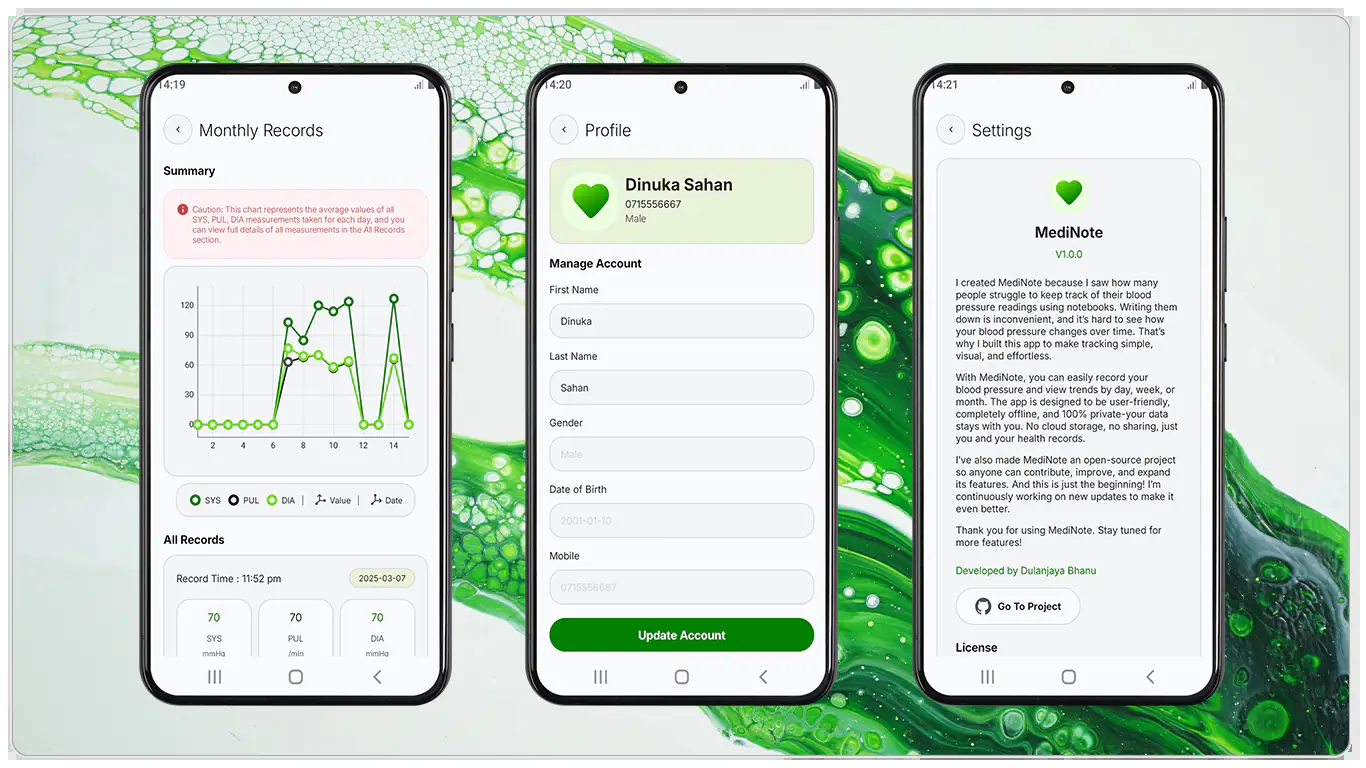 14:19
Monthly Records
Summary
Caution: This chart represents the average values of all
SYS, PUL, DIA measurements taken for each day, and you
can view full details of all measurements in the All Records
section.
120
90
60
30
0
2 4 6 8 10 12 14
SYS PUL DIA | Value | Date
All Records
Record Time : 11:52 pm 2025-03-07
70 70 70
SYS PUL DIA
mmHg /min mmHg
14:20
Profile
Dinuka Sahan
0715556667
Male
Manage Account
First Name
Dinuka
Last Name
Sahan
Gender
Male
Date of Birth
2001-01-10
Mobile
0715556667
Update Account
14:21
Settings
MediNote
V1.0.0
I created MediNote because I saw how many
people struggle to keep track of their blood
pressure readings using notebooks. Writing them
down is inconvenient, and it's hard to see how
your blood pressure changes over time. That's
why I built this app to make tracking simple,
visual, and effortless.
With MediNote, you can easily record your
blood pressure and view trends by day, week, or
month. The app is designed to be user-friendly,
completely offline, and 100% private-your data
stays with you. No cloud storage, no sharing, just
you and your health records.
I've also made MediNote an open-source project
so anyone can contribute, improve, and expand
its features. And this is just the beginning! I'm
continuously working on new updates to make it
even better.
Thank you for using MediNote. Stay tuned for
more features!
Developed by Dulanjaya Bhanu
Go To Project
License